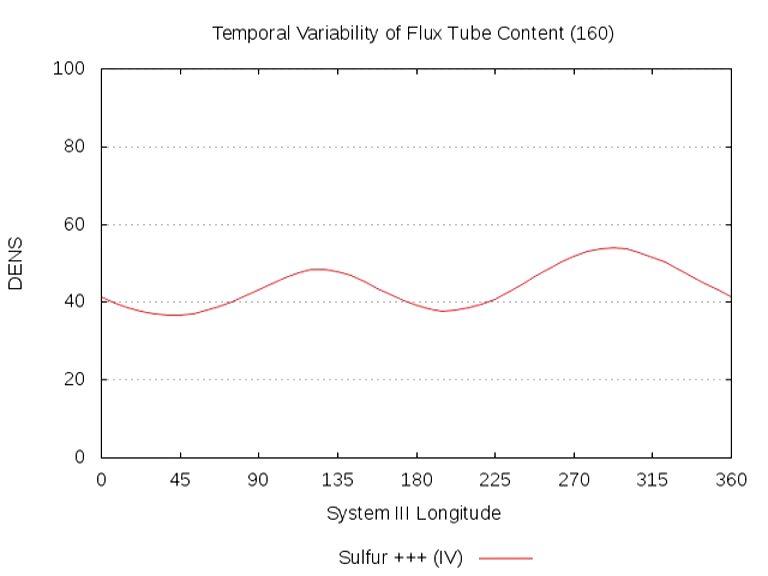 Temporal Variability of Flux Tube Content (160)
100
80
60
40
20
0
DENS
0 45 90 135 180 225 270 315 360
System III Longitude
Sulfur +++ (IV)